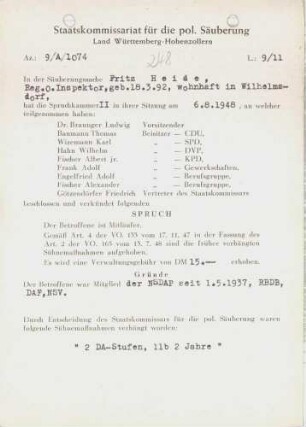 Staatskommissariat für die pol. Säuberung
Land Württemberg-Hohenzollern
Az.: 9/A/1074
L.: 9/11
In der Säuberungssache Fritz Heide,
Reg.O.Inspektor, geb.18.3.92, wohnhaft in Wilhelms-
dorf,
hat die Spruchkammer II in ihrer Sitzung am 6.8.1948, an welcher
teilgenommen haben:
Dr. Brauniger Ludwig Vorsitzender
Baumann Thomas Beisitzer — CDU,
Wizemann Karl „ — SPD,
Hahn Wilhelm „ — DVP,
Fischer Albert jr. „ — KPD,
Frank Adolf „ — Gewerkschaften,
Engelfried Adolf „ — Berufsgruppe,
Fischer Alexander „ — Berufsgruppe,
Friedrich Vertreter des Staatskommissars
beschlossen und verkündet folgenden
SPRUCH
Der Betroffene ist Mitläufer.
Gemäß Art. 4 der VO. 133 vom 17. 11. 47 in der Fassung des
Art. 2 der VO. 165 vom 13. 7. 48 sind die früher verhängten
Sühnemaßnahmen aufgehoben.
Es wird eine Verwaltungsgebühr von DM 15.— erhoben.
Gründe
Der Betroffene war Mitglied der NSDAP seit 1.5.1937, RBDB,
DAF, NSV.
Durch Entscheidung des Staatskommissars für die pol. Säuberung waren
folgende Sühnemaßnahmen verhängt worden:
" 2 DA-Stufen, 11b 2 Jahre "